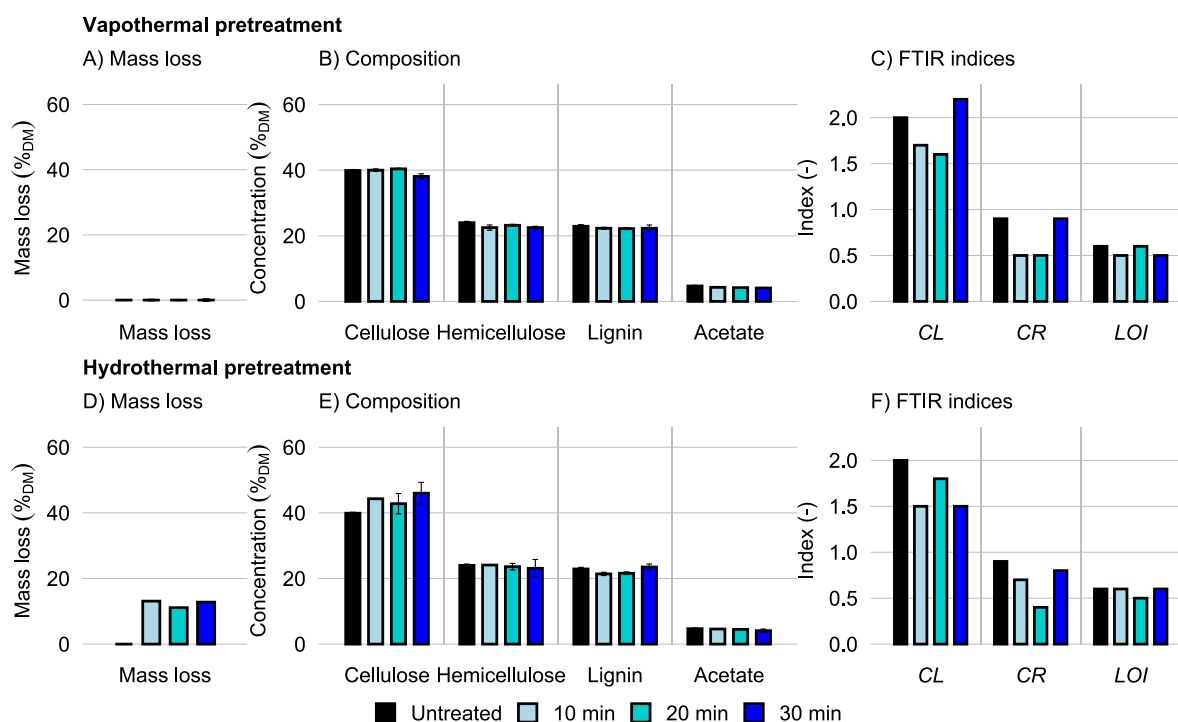 Vapothermal pretreatment
A) Mass loss
B) Composition
C) FTIR indices
Mass loss (%DM)
60
40
20
0
Mass loss
Concentration (%DM)
60
40
20
0
Cellulose Hemicellulose Lignin Acetate
Index (-)
2.0
1.5
1.0
0.5
0.0
CL CR LOI
Hydrothermal pretreatment
D) Mass loss
E) Composition
F) FTIR indices
Mass loss (%DM)
60
40
20
0
Mass loss
Concentration (%DM)
60
40
20
0
Cellulose Hemicellulose Lignin Acetate
Index (-)
2.0
1.5
1.0
0.5
0.0
CL CR LOI
Untreated 10 min 20 min 30 min